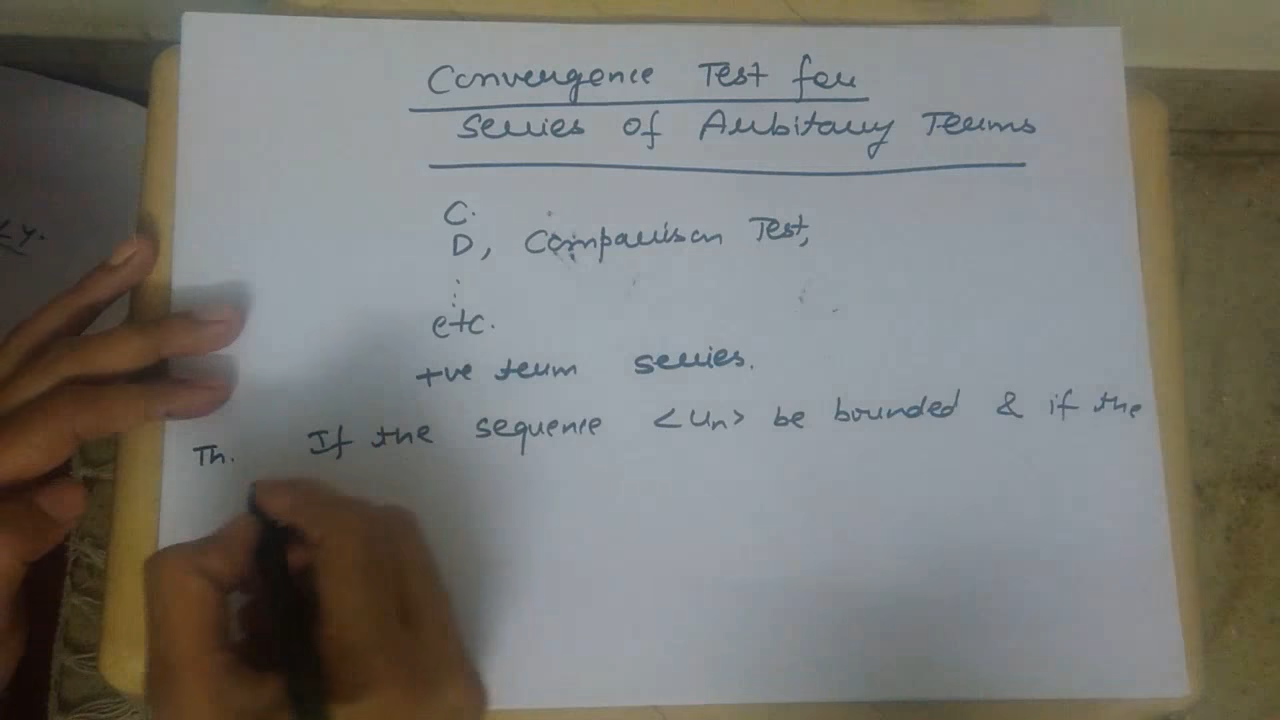 Convergence Test for
Series of Arbitary Terms
C.
D, Comparison Test,
etc.
+ve term series.
Th. If the sequence <Un> be bounded & if the